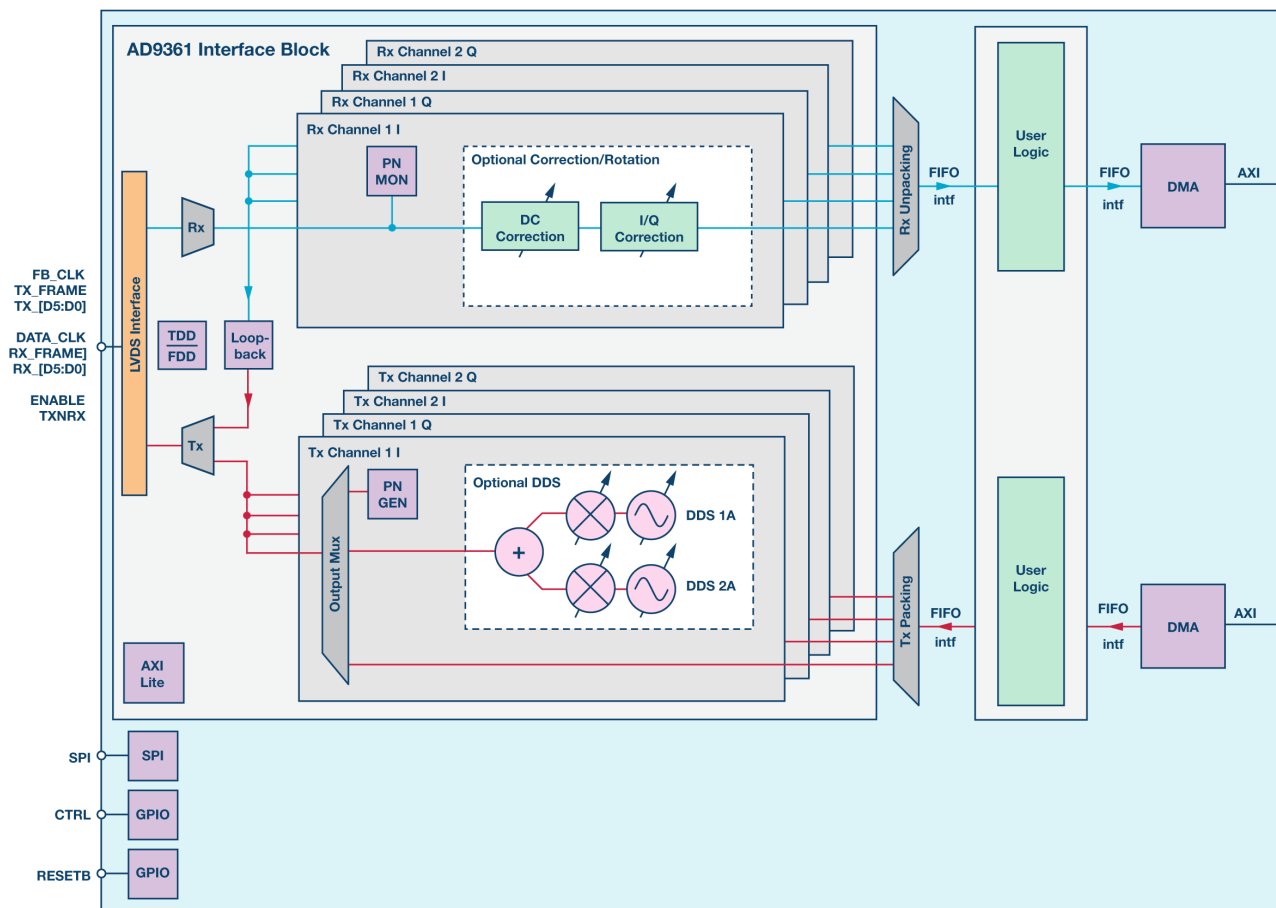 AD9361 Interface Block
Rx Channel 2 Q
Rx Channel 2 I
Rx Channel 1 Q
Rx Channel 1 I
PN
MON
Optional Correction/Rotation
DC
Correction
I/Q
Correction
Rx Unpacking
FIFO
intf
User
Logic
FIFO
intf
DMA
AXI
Rx
LVDS Interface
FB_CLK
TX_FRAME
TX_[D5:D0]
DATA_CLK
RX_FRAME]
RX_[D5:D0]
ENABLE
TXNRX
TDD
FDD
Loop-
back
Tx
Tx Channel 2 Q
Tx Channel 2 I
Tx Channel 1 Q
Tx Channel 1 I
Output Mux
PN
GEN
Optional DDS
+
DDS 1A
DDS 2A
Tx Packing
FIFO
intf
User
Logic
FIFO
intf
DMA
AXI
AXI
Lite
SPI
SPI
CTRL
GPIO
RESETB
GPIO